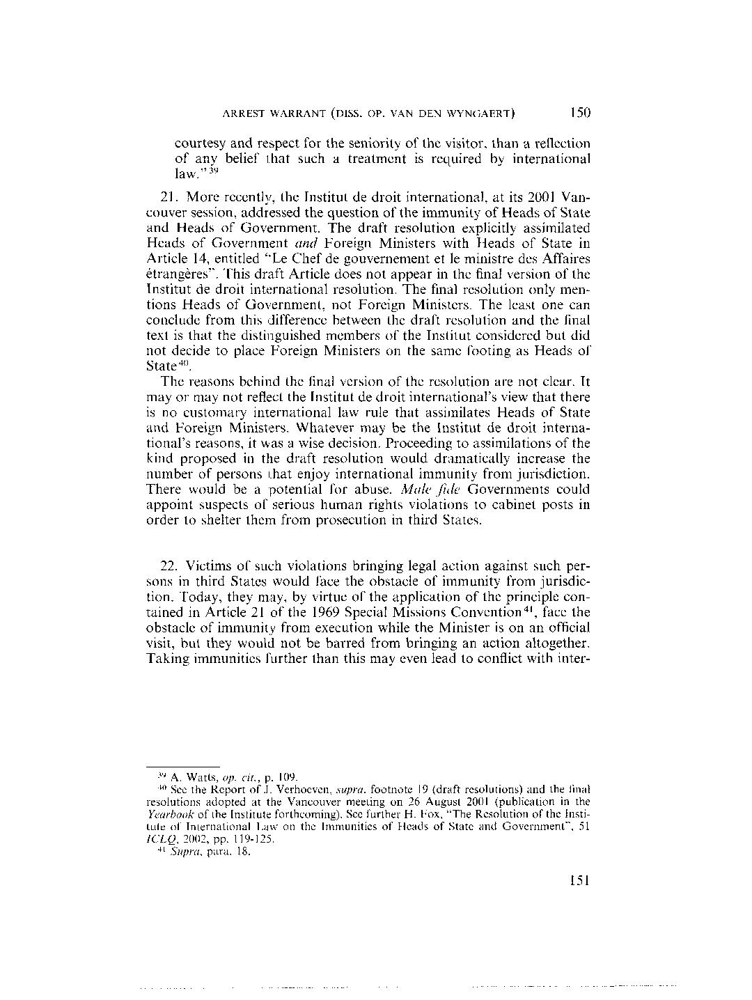 ARREST WARRANT (DISS. OP. VAN DEN WYNGAERT) 150
courtesy and respect for the seniority of the visitor, than a reflection
of any belief that such a treatment is required by international
law." 39
21. More recently, the Institut de droit international, at its 2001 Van-
couver session, addressed the question of the immunity of Heads of State
and Heads of Government. The draft resolution explicitly assimilated
Heads of Government and Foreign Ministers with Heads of State in
Article 14, entitled "Le Chef de gouvernement et le ministre des Affaires
étrangères". This draft Article does not appear in the final version of the
Institut de droit international resolution. The final resolution only men-
tions Heads of Government, not Foreign Ministers. The least one can
conclude from this difference between the draft resolution and the final
text is that the distinguished members of the Institut considered but did
not decide to place Foreign Ministers on the same footing as Heads of
State 40.
The reasons behind the final version of the resolution are not clear. It
may or may not reflect the Institut de droit international's view that there
is no customary international law rule that assimilates Heads of State
and Foreign Ministers. Whatever may be the Institut de droit interna-
tional's reasons, it was a wise decision. Proceeding to assimilations of the
kind proposed in the draft resolution would dramatically increase the
number of persons that enjoy international immunity from jurisdiction.
There would be a potential for abuse. Male fide Governments could
appoint suspects of serious human rights violations to cabinet posts in
order to shelter them from prosecution in third States.
22. Victims of such violations bringing legal action against such per-
sons in third States would face the obstacle of immunity from jurisdic-
tion. Today, they may, by virtue of the application of the principle con-
tained in Article 21 of the 1969 Special Missions Convention 41, face the
obstacle of immunity from execution while the Minister is on an official
visit, but they would not be barred from bringing an action altogether.
Taking immunities further than this may even lead to conflict with inter-
39 A. Watts, op. cit., p. 109.
40 See the Report of J. Verhoeven, supra, footnote 19 (draft resolutions) and the final
resolutions adopted at the Vancouver meeting on 26 August 2001 (publication in the
Yearbook of the Institute forthcoming). See further H. Fox, "The Resolution of the Insti-
tute of International Law on the Immunities of Heads of State and Government", 51
ICLQ, 2002, pp. 119-125.
41 Supra, para. 18.
151